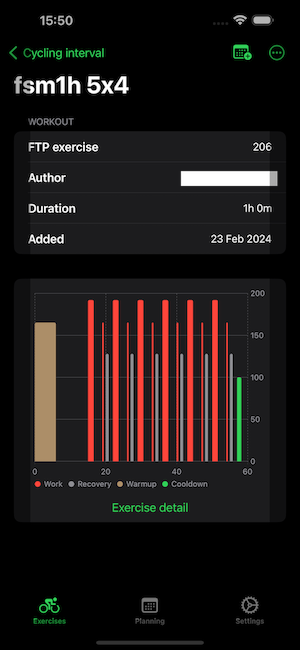 15:50
Cycling interval
fsm1h 5x4
WORKOUT
FTP exercise 206
Author
Duration 1h 0m
Added 23 Feb 2024
200
150
100
50
0
0 20 40 60
Work Recovery Warmup Cooldown
Exercise detail
Exercises Planning Settings